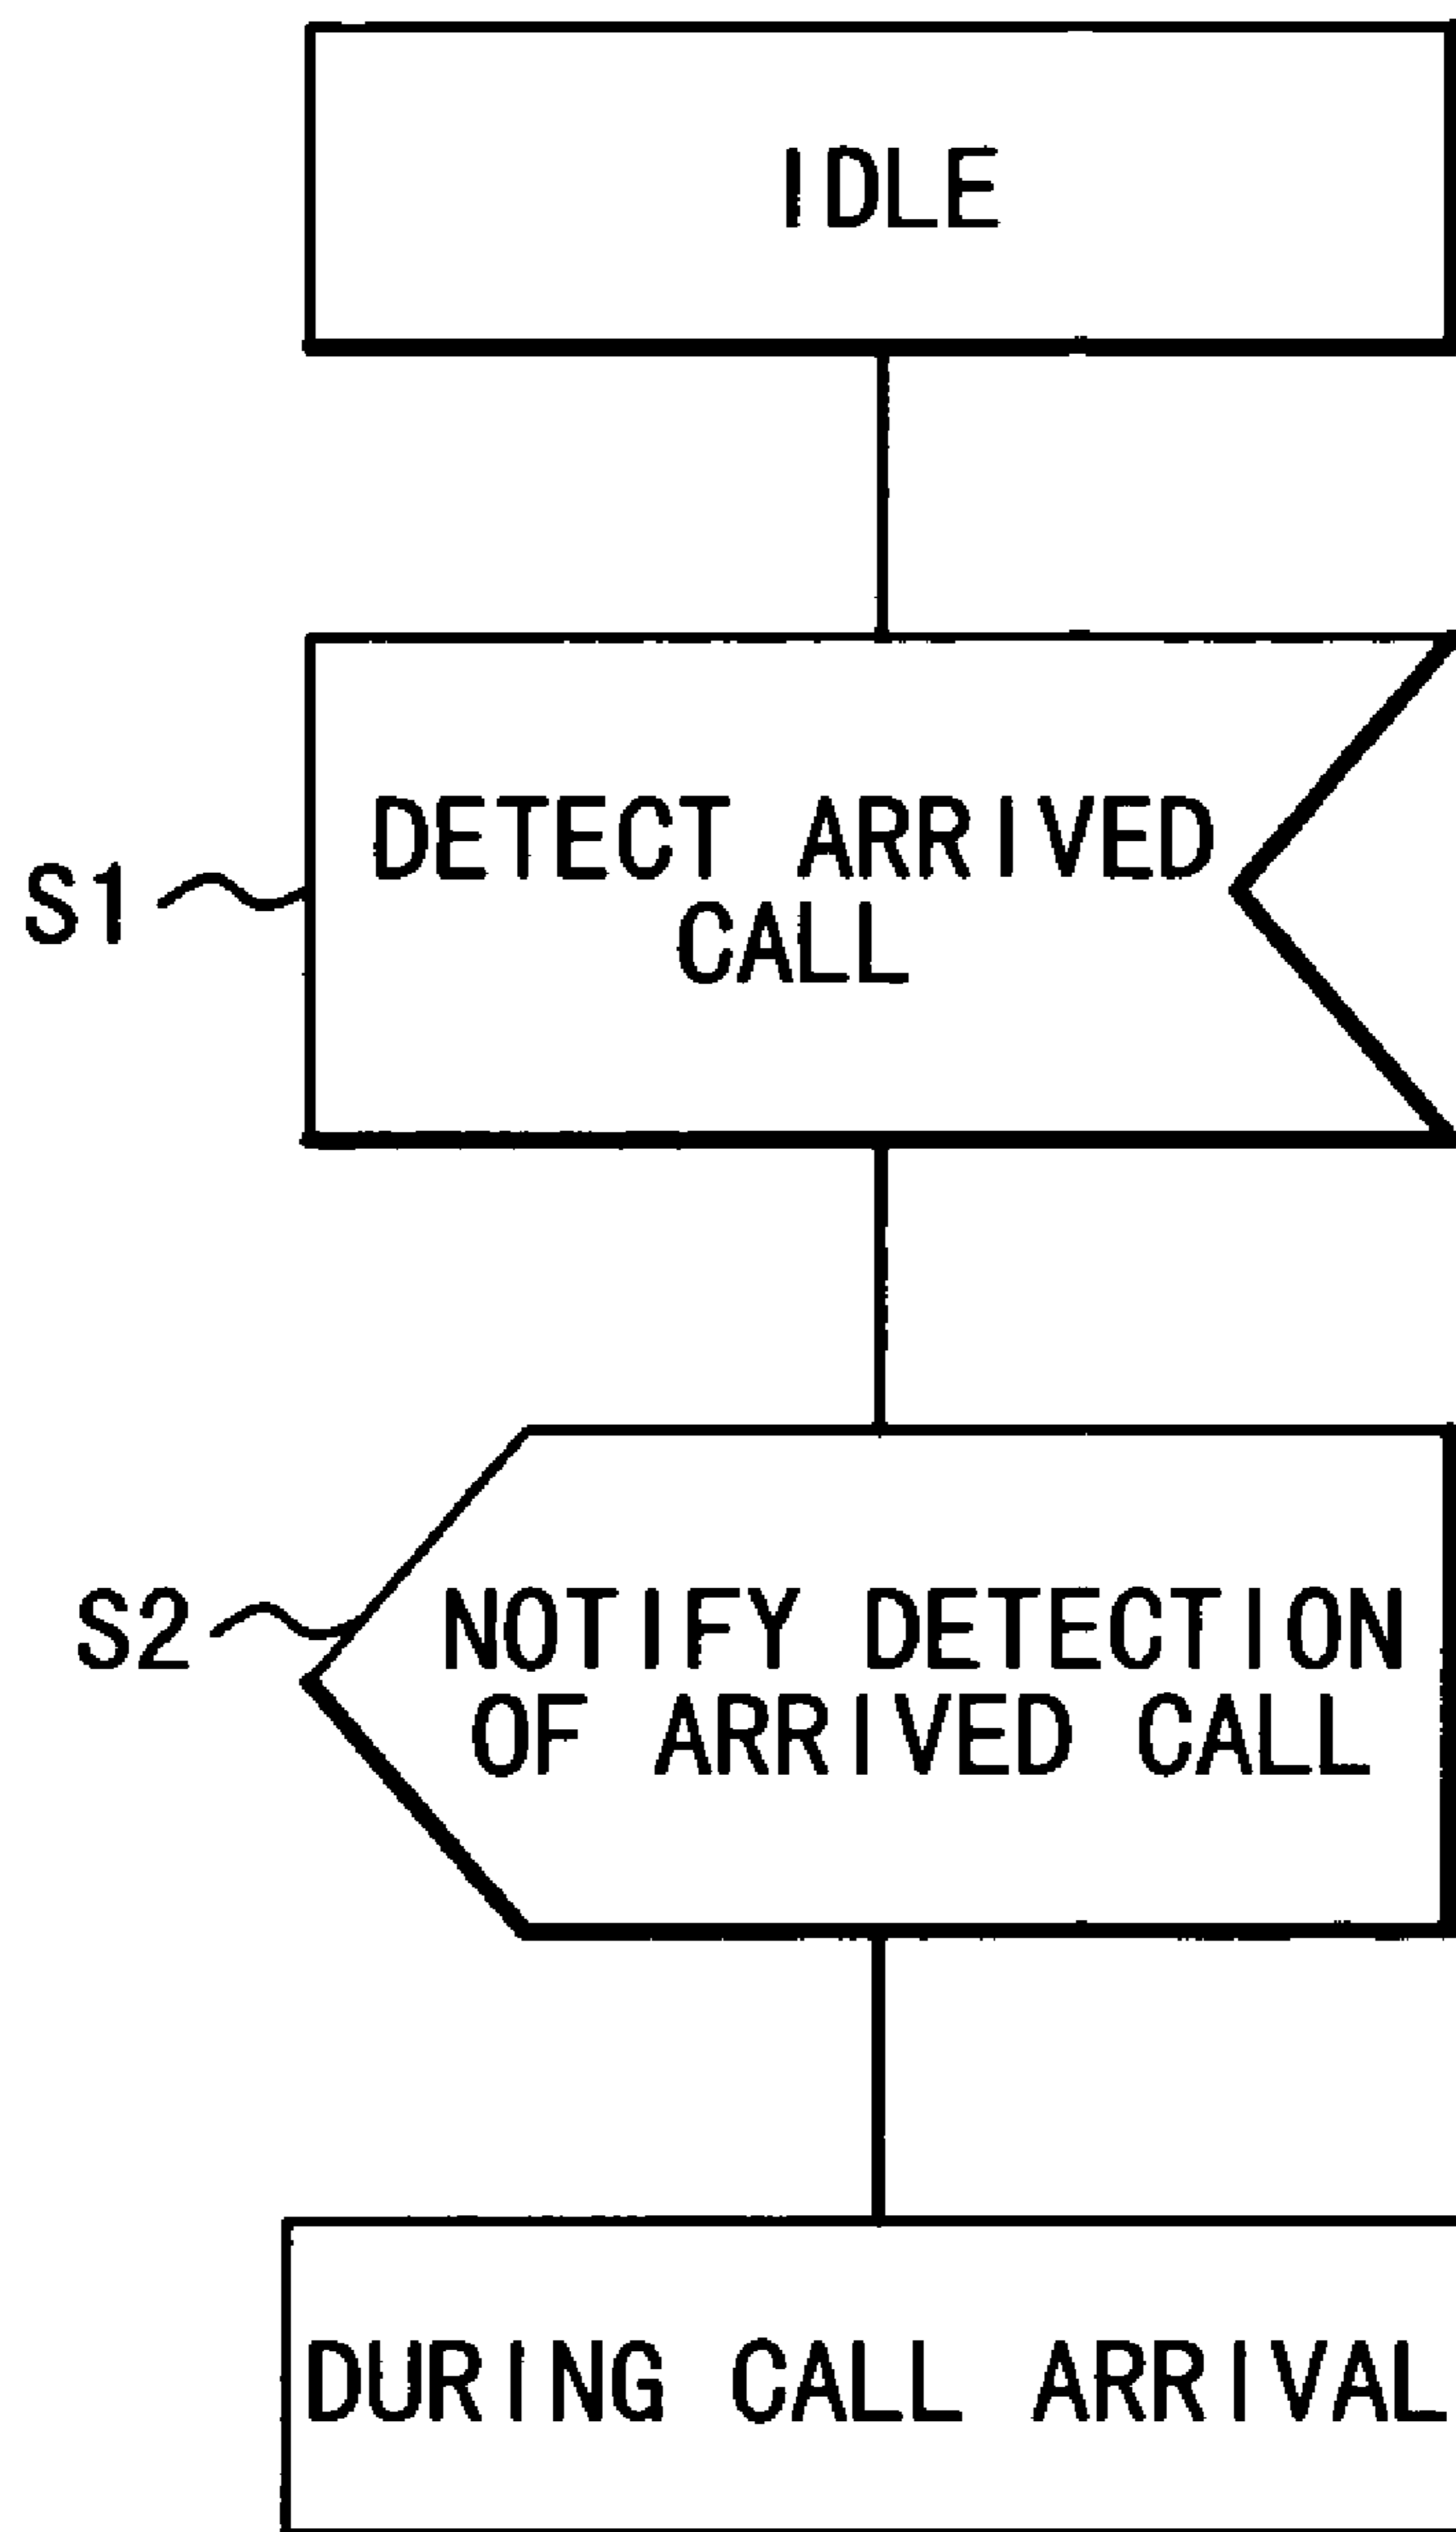 IDLE
S1
DETECT ARRIVED
CALL
S2
NOTIFY DETECTION
OF ARRIVED CALL
DURING CALL ARRIVAL